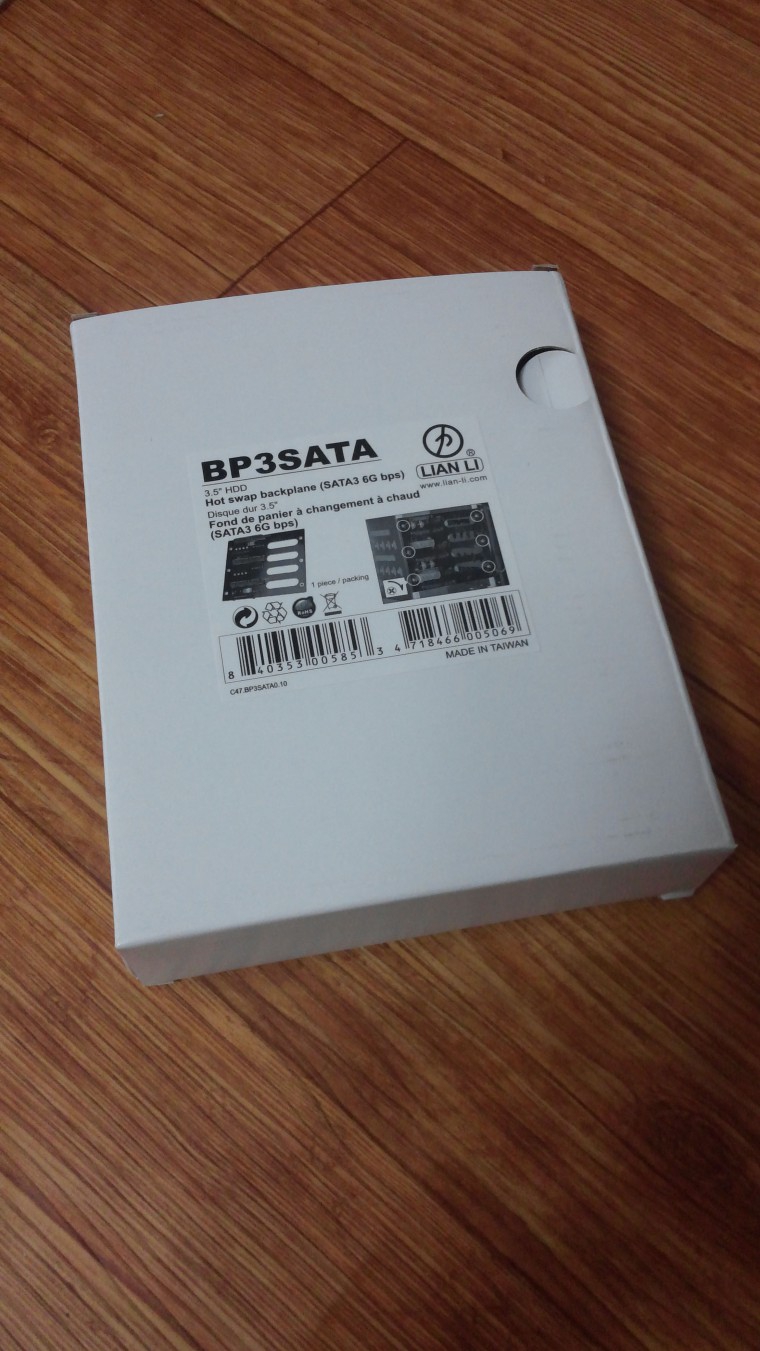 BP3SATA
3.5" HDD
Hot swap backplane (SATA3 6G bps)
Disque dur 3.5"
Fond de panier à changement à chaud
(SATA3 6G bps)
LIAN LI
®
www.lian-li.com
1 piece / packing
RoHS
8 40353 00585 3
4 718466 005069
MADE IN TAIWAN
C47.BP3SATA0.10